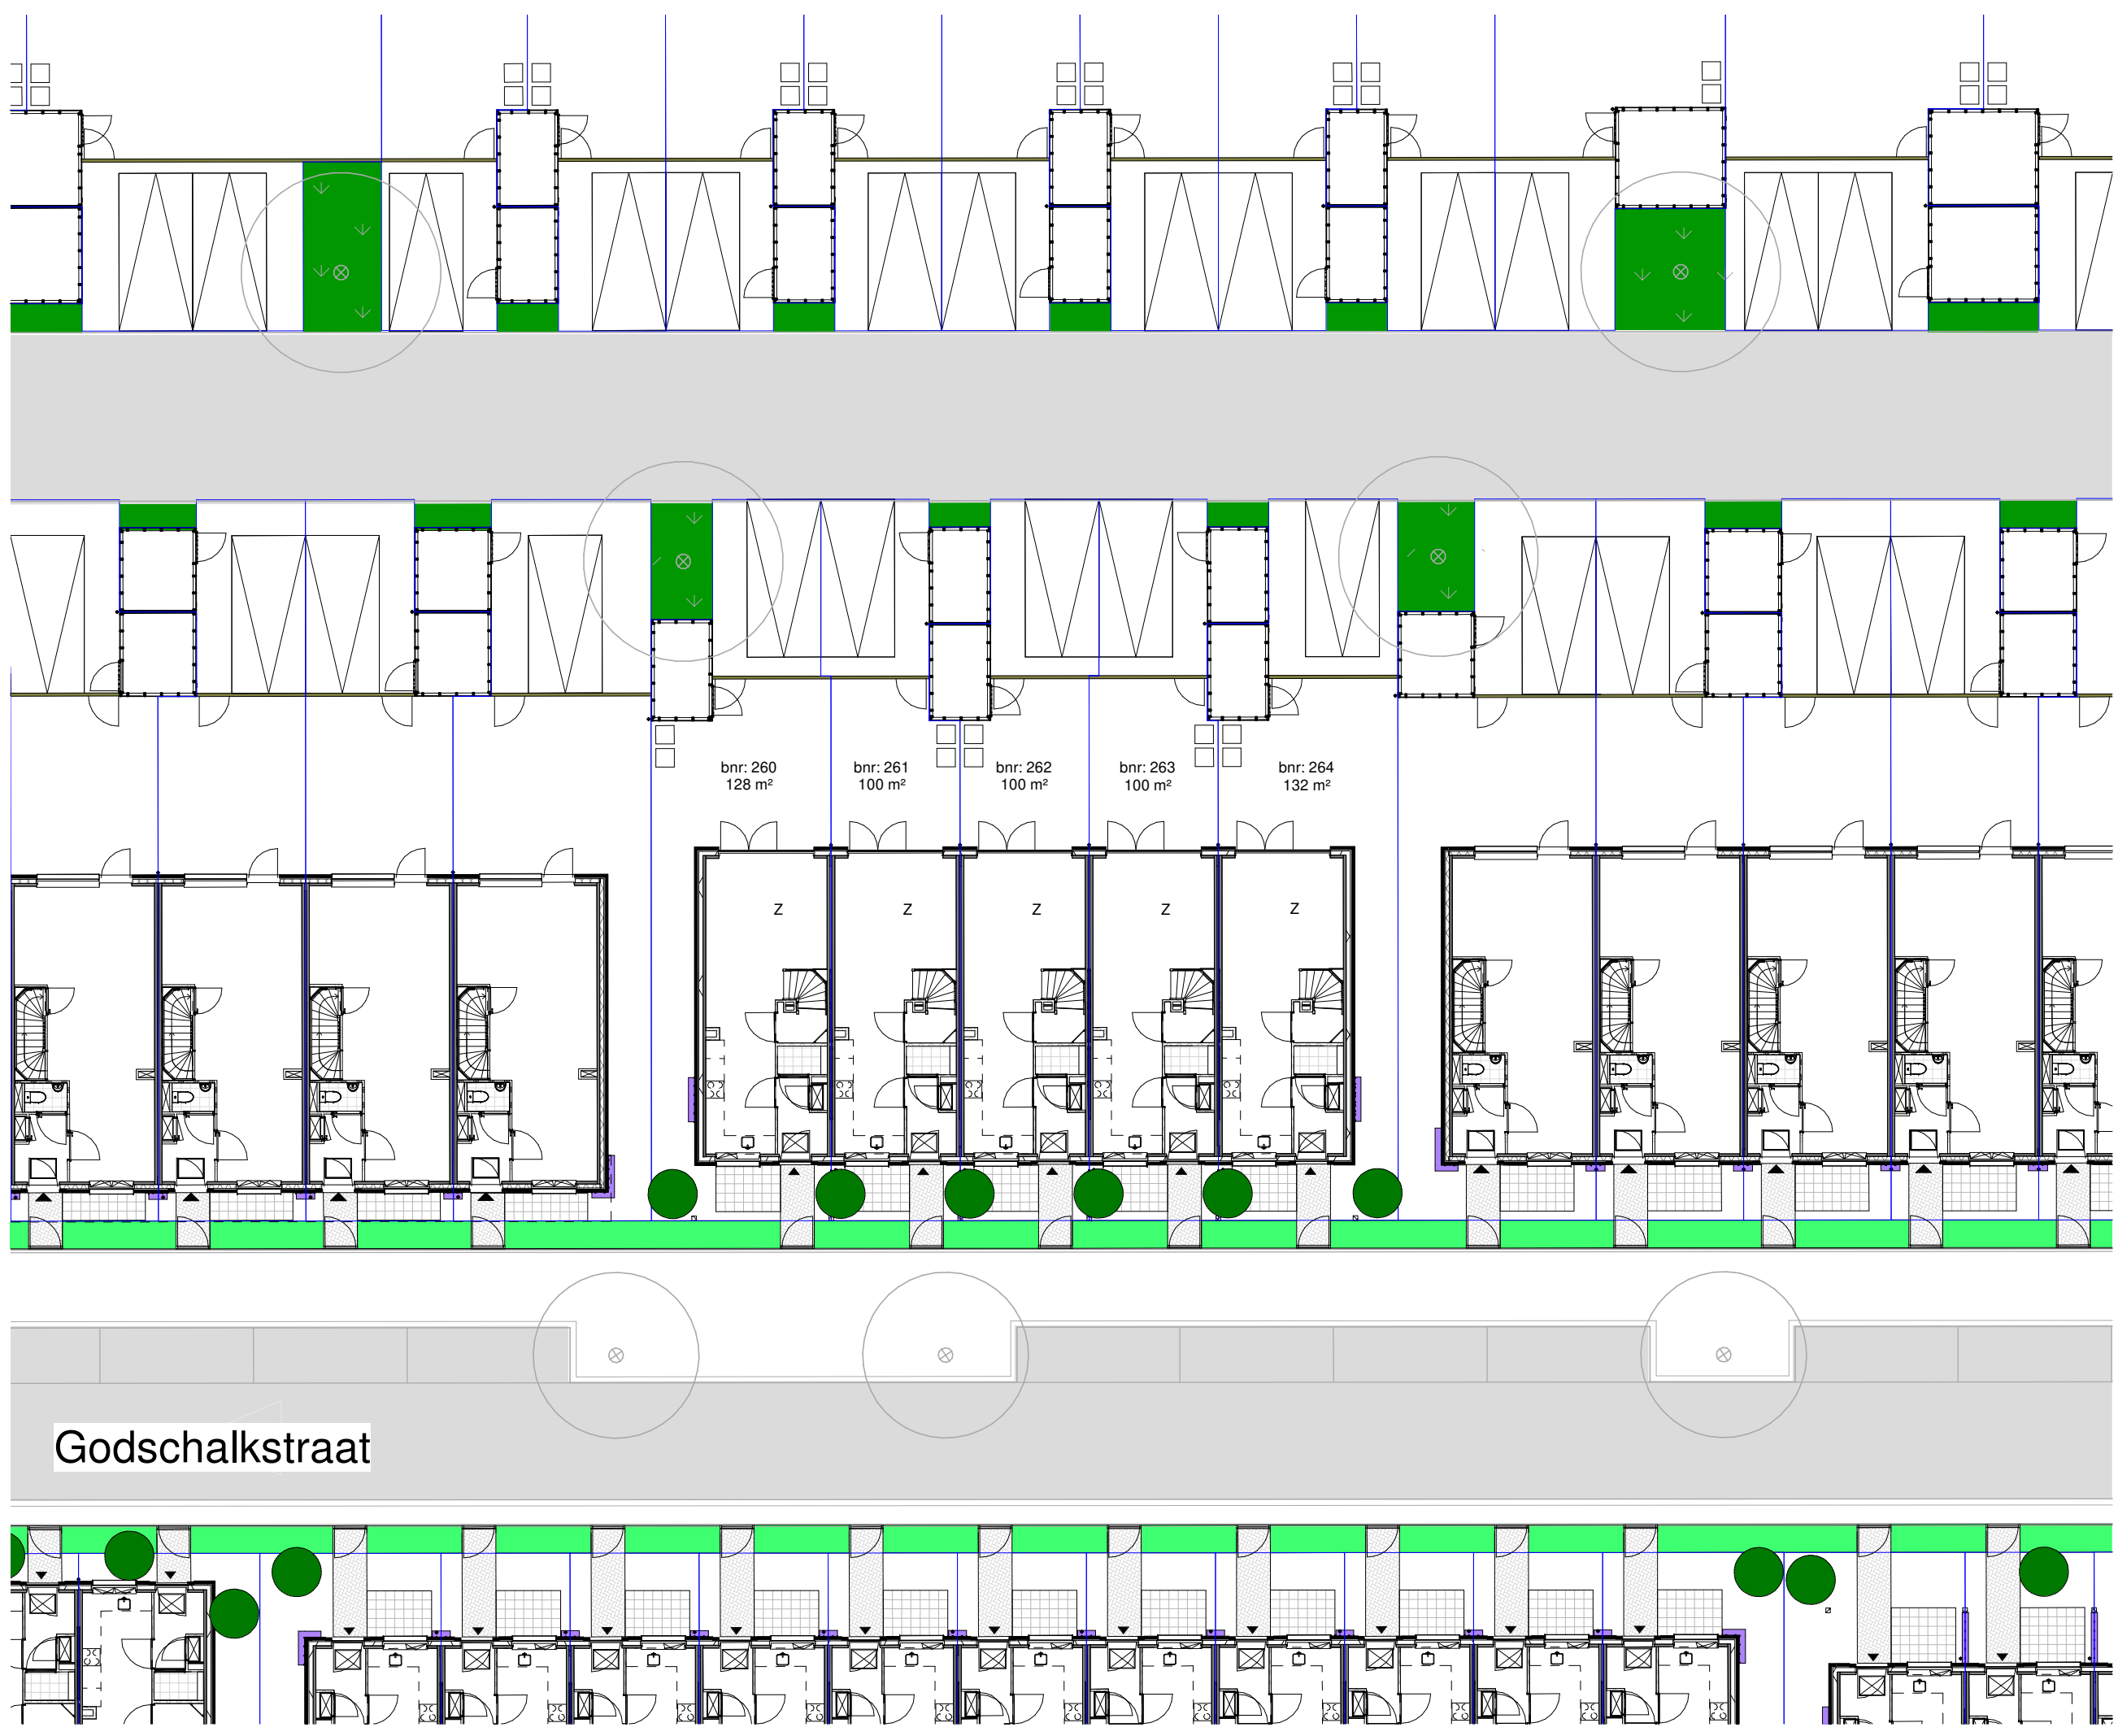 bnr: 260
128 m²
bnr: 261
100 m²
bnr: 262
100 m²
bnr: 263
100 m²
bnr: 264
132 m²
Z
Z
Z
Z
Z
Godschalkstraat